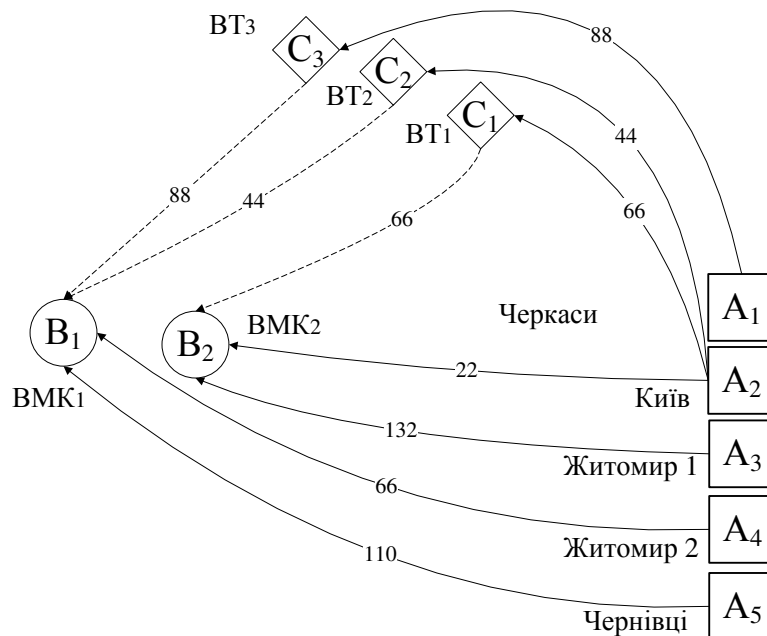 ВТ3
C3
88
C2
ВТ2
C1
ВТ1
44
66
88
44
66
A1
Черкаси
B1
B2
ВМК2
22
A2
Київ
ВМК1
132
A3
Житомир 1
66
A4
Житомир 2
110
A5
Чернівці